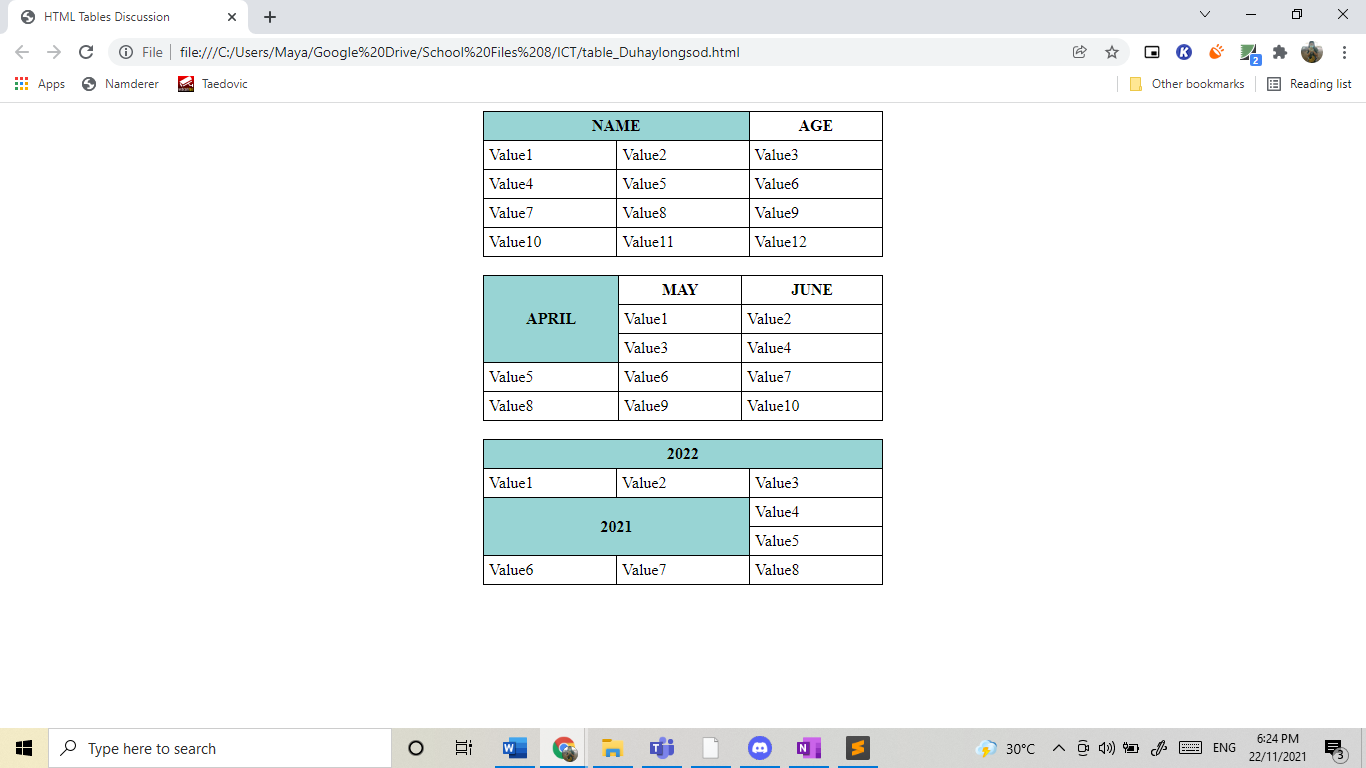 HTML Tables Discussion
File file:///C:/Users/Maya/Google%20Drive/School%20Files%208/ICT/table_Duhaylongsod.html
K 2
Apps Namderer Taedovic Other bookmarks Reading list
NAME AGE
Value1 Value2 Value3
Value4 Value5 Value6
Value7 Value8 Value9
Value10 Value11 Value12
APRIL MAY JUNE
Value1 Value2
Value3 Value4
Value5 Value6 Value7
Value8 Value9 Value10
2022
Value1 Value2 Value3
2021 Value4
Value5
Value6 Value7 Value8
Type here to search W T N S 30°C ENG 6:24 PM
22/11/2021 3